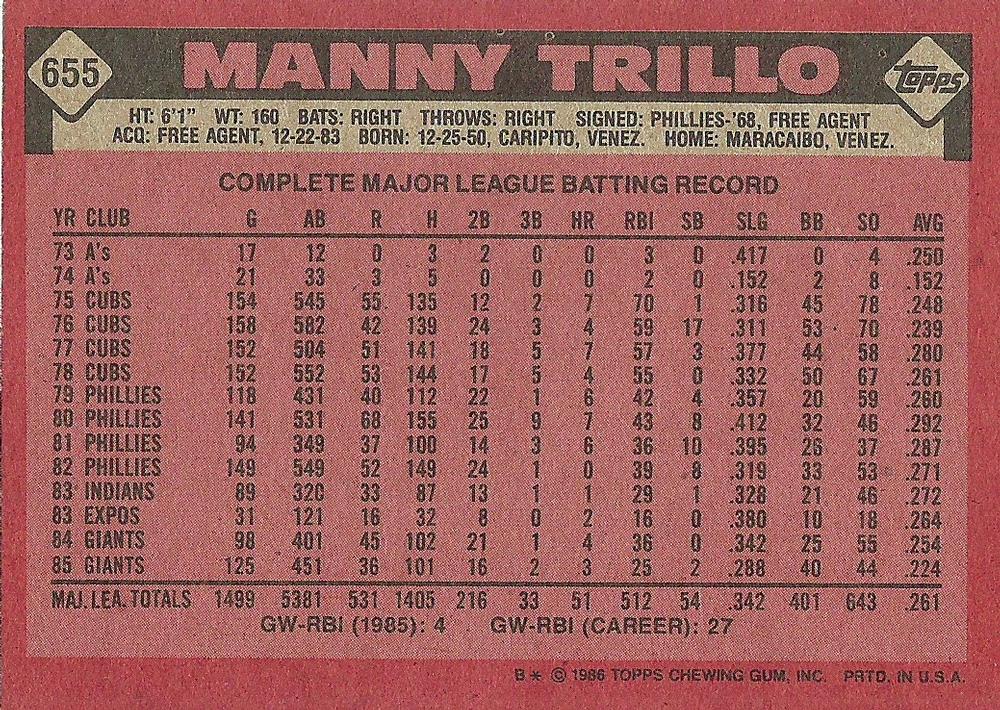 655 MANNY TRILLO Topps
HT: 6'1" WT: 160 BATS: RIGHT THROWS: RIGHT SIGNED: PHILLIES-'68, FREE AGENT
ACQ: FREE AGENT, 12-22-83 BORN: 12-25-50, CARIPITO, VENEZ. HOME: MARACAIBO, VENEZ.
COMPLETE MAJOR LEAGUE BATTING RECORD
YR CLUB G AB R H 2B 3B HR RBI SB SLG BB SO AVG
73 A's 17 12 0 3 2 0 0 3 0 .417 0 4 .250
74 A's 21 33 3 5 0 0 0 2 0 .152 2 8 .152
75 CUBS 154 545 55 135 12 2 7 70 1 .316 45 78 .248
76 CUBS 158 582 42 139 24 3 4 59 17 .311 53 70 .239
77 CUBS 152 504 51 141 18 5 7 57 3 .377 44 58 .280
78 CUBS 152 552 53 144 17 5 4 55 0 .332 50 67 .261
79 PHILLIES 118 431 40 112 22 1 6 42 4 .357 20 59 .260
80 PHILLIES 141 531 68 155 25 9 7 43 8 .412 32 46 .292
81 PHILLIES 94 349 37 100 14 3 6 36 10 .395 26 37 .287
82 PHILLIES 149 549 52 149 24 1 0 39 8 .319 33 53 .271
83 INDIANS 89 320 33 87 13 1 1 29 1 .328 21 46 .272
83 EXPOS 31 121 16 32 8 0 2 16 0 .380 10 18 .264
84 GIANTS 98 401 45 102 21 1 4 36 0 .342 25 55 .254
85 GIANTS 125 451 36 101 16 2 3 25 2 .288 40 44 .224
MAJ. LEA. TOTALS 1499 5381 531 1405 216 33 51 512 54 .342 401 643 .261
GW-RBI (1985): 4 GW-RBI (CAREER): 27
B* © 1986 TOPPS CHEWING GUM, INC. PRTD. IN U.S.A.